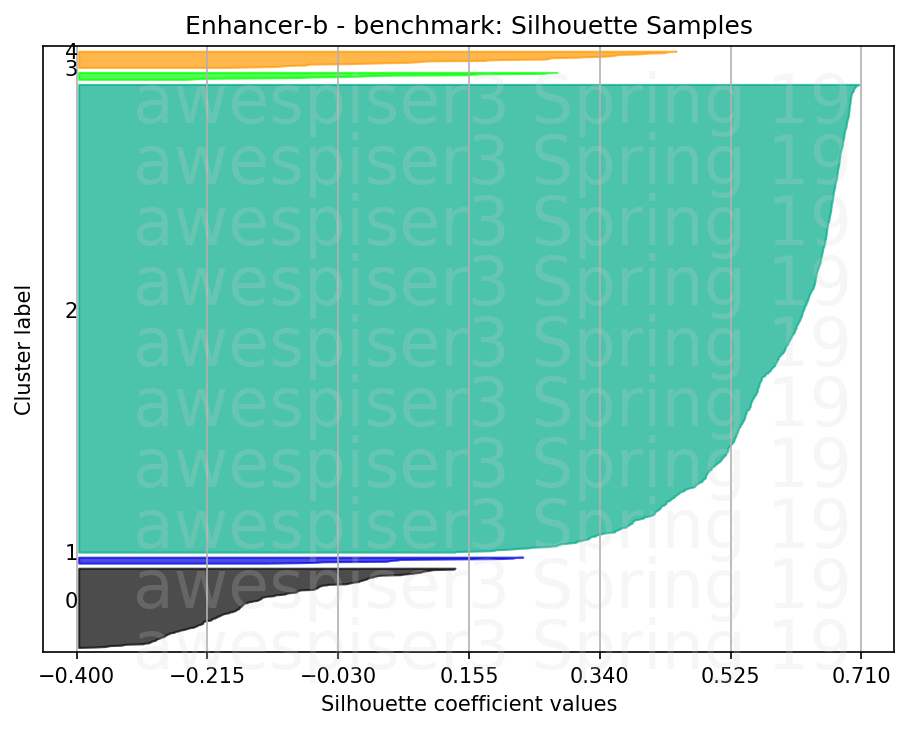 Enhancer-b - benchmark: Silhouette Samples
4
3
awespiser3 Spring 19
awespiser3 Spring 19
awespiser3 Spring 19
awespiser3 Spring 19
2
awespiser3 Spring 19
awespiser3 Spring 19
awespiser3 Spring 19
awespiser3 Spring 19
1
awespiser3 Spring 19
0
awespiser3 Spring 19
Cluster label
−0.400 −0.215 −0.030 0.155 0.340 0.525 0.710
Silhouette coefficient values